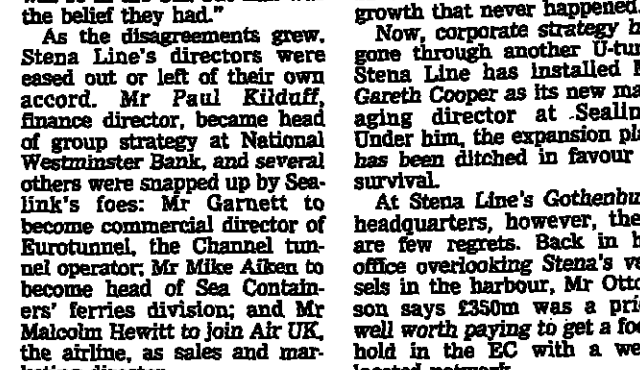 the belief they had."
As the disagreements grew,
Stena Line's directors were
eased out or left of their own
accord. Mr Paul Kilduff,
finance director, became head
of group strategy at National
Westminster Bank, and several
others were snapped up by Sea-
link's foes: Mr Garnett to
become commercial director of
Eurotunnel, the Channel tun-
nel operator; Mr Mike Aiken to
become head of Sea Contain-
ers' ferries division; and Mr
Malcolm Hewitt to join Air UK,
the airline, as sales and mar-
growth that never happened.
Now, corporate strategy
gone through another U-tu
Stena Line has installed
Gareth Cooper as its new ma
aging director at Sealin
Under him, the expansion pl
has been ditched in favour
survival.
At Stena Line's Gothenbu
headquarters, however, the
are few regrets. Back in
office overlooking Stena's ve
sels in the harbour, Mr Otto
son says £350m was a pri
well worth paying to get a foo
hold in the EC with a we